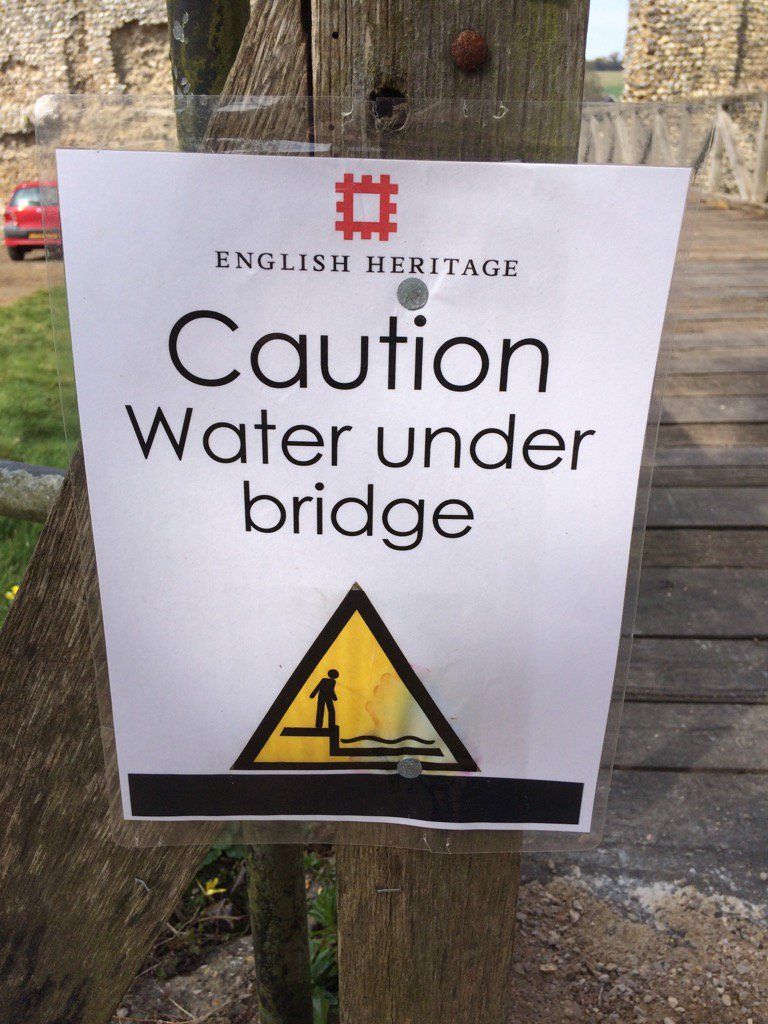 ENGLISH HERITAGE
Caution
Water under
bridge